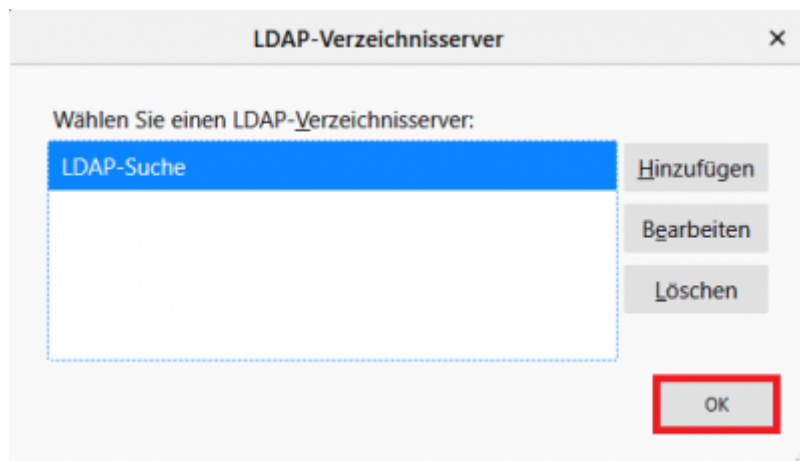 LDAP-Verzeichnisserver
Wählen Sie einen LDAP-Verzeichnisserver:
LDAP-Suche
Hinzufügen
Bearbeiten
Löschen
OK